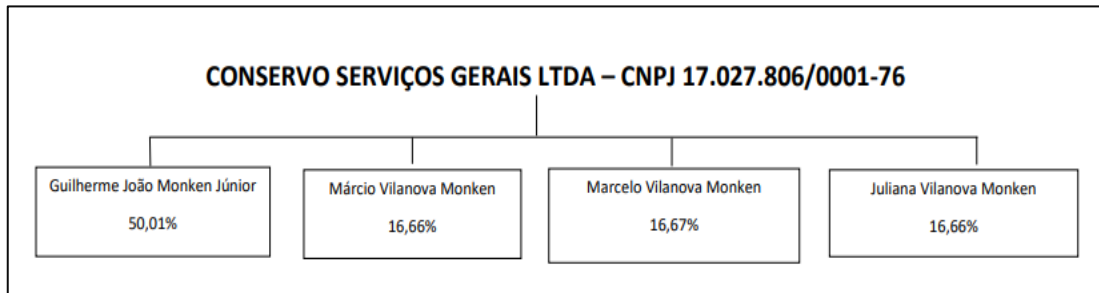 CONSERVO SERVIÇOS GERAIS LTDA – CNPJ 17.027.806/0001-76
Guilherme João Monken Júnior
50,01%
Márcio Vilanova Monken
16,66%
Marcelo Vilanova Monken
16,67%
Juliana Vilanova Monken
16,66%